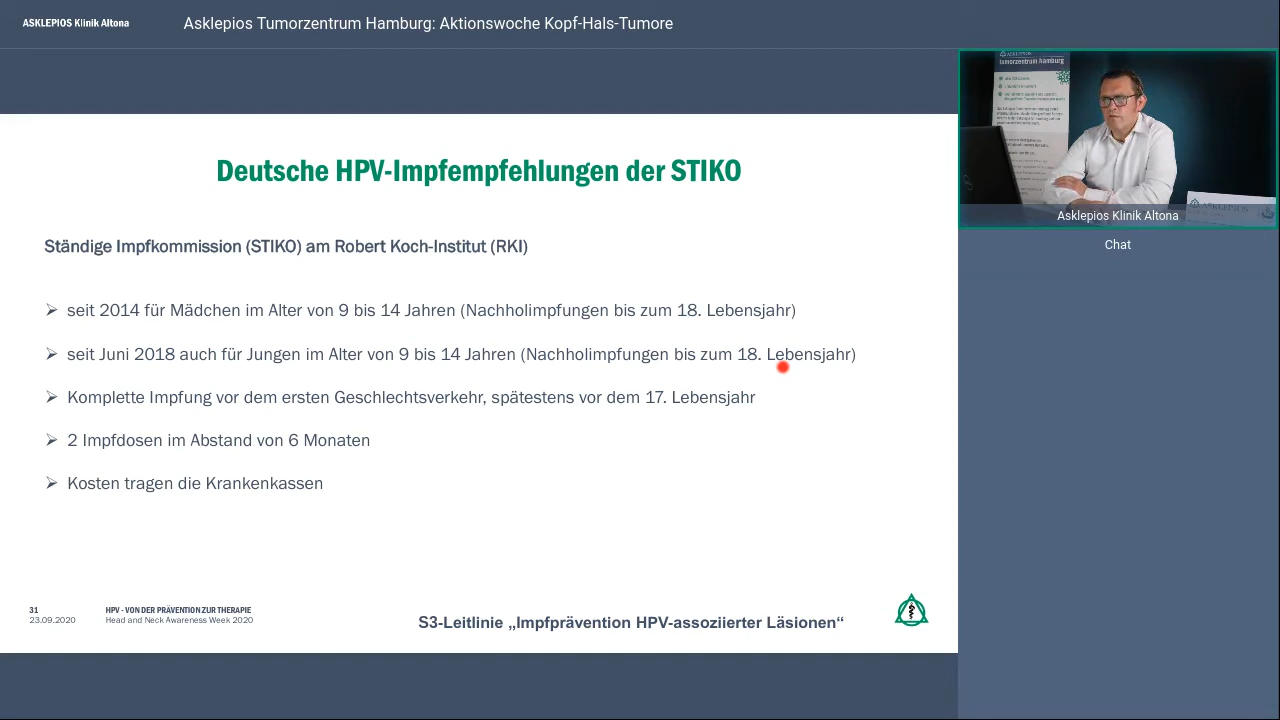 ASKLEPIOS Klinik Altona
Asklepios Tumorzentrum Hamburg: Aktionswoche Kopf-Hals-Tumore
ASKLEPIOS
tumorzentrum hamburg
ASKLEPIOS
Asklepios Klinik Altona
Chat
Deutsche HPV-Impfempfehlungen der STIKO
Ständige Impfkommission (STIKO) am Robert Koch-Institut (RKI)
➢ seit 2014 für Mädchen im Alter von 9 bis 14 Jahren (Nachholimpfungen bis zum 18. Lebensjahr)
➢ seit Juni 2018 auch für Jungen im Alter von 9 bis 14 Jahren (Nachholimpfungen bis zum 18. Lebensjahr)
➢ Komplette Impfung vor dem ersten Geschlechtsverkehr, spätestens vor dem 17. Lebensjahr
➢ 2 Impfdosen im Abstand von 6 Monaten
➢ Kosten tragen die Krankenkassen
31
23.09.2020
HPV - VON DER PRÄVENTION ZUR THERAPIE
Head and Neck Awareness Week 2020
S3-Leitlinie „Impfprävention HPV-assoziierter Läsionen“